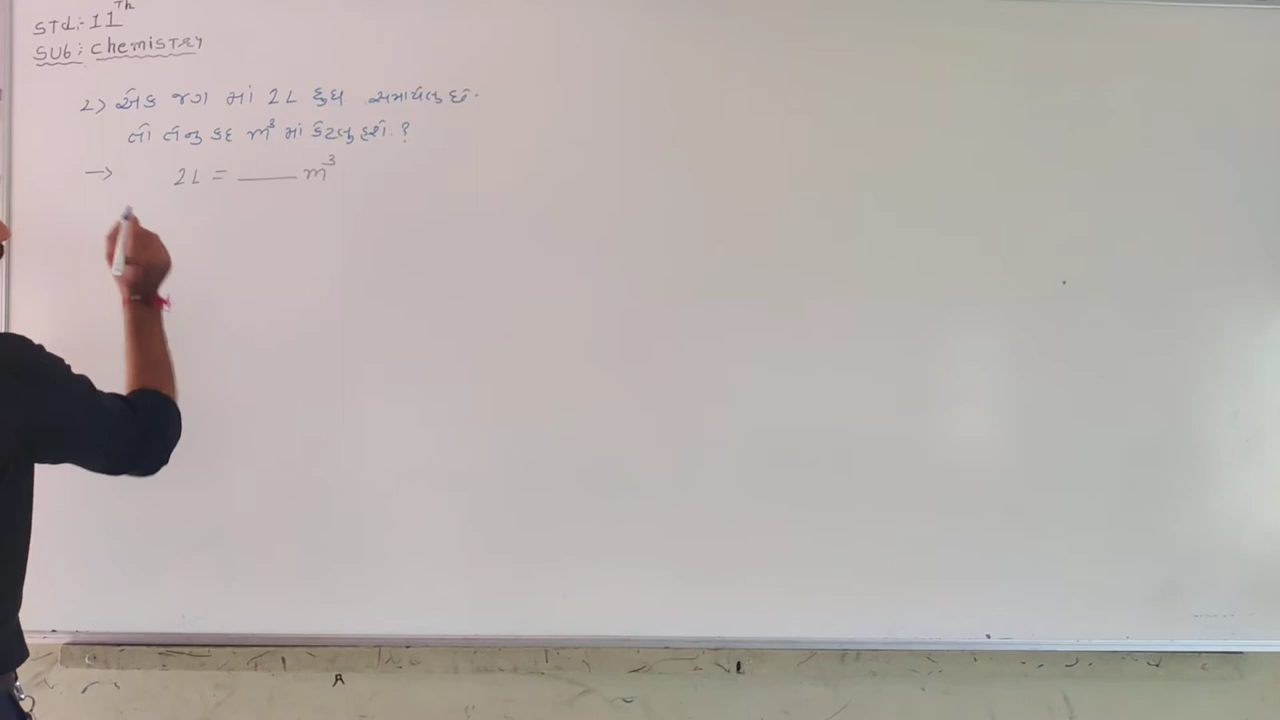 STd:- 11Th
SUb: ChemiSTRY
2) એક જગ માં 2L દુધ સમાયેલુ છે.
તો તેનુ કદ m³ માં કેટલુ હશે.?
→ 2L = ____ m³